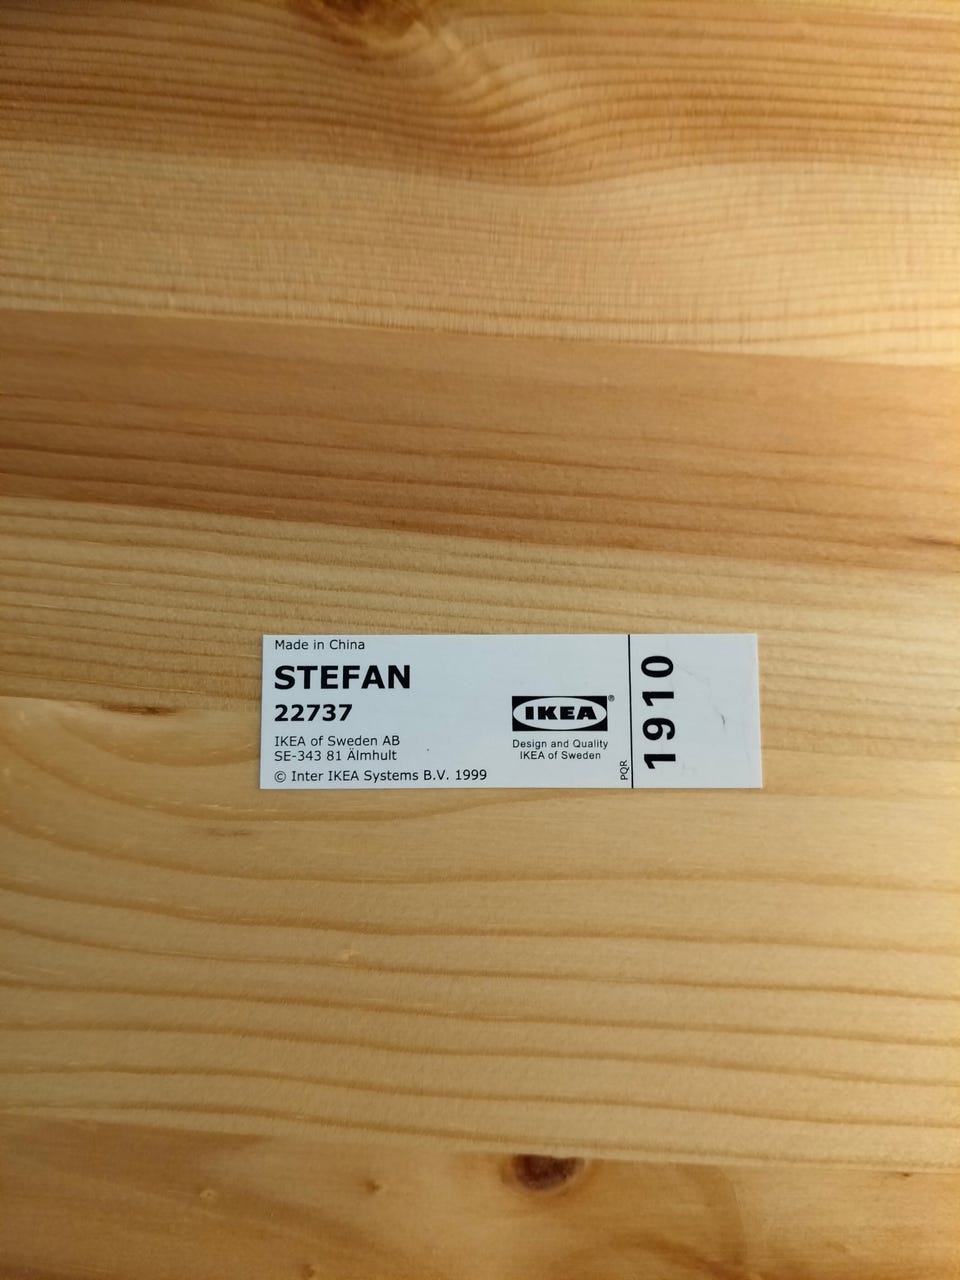 Made in China
STEFAN
22737
IKEA of Sweden AB
SE-343 81 Älmhult
© Inter IKEA Systems B.V. 1999
IKEA®
Design and Quality
IKEA of Sweden
PQR
1910